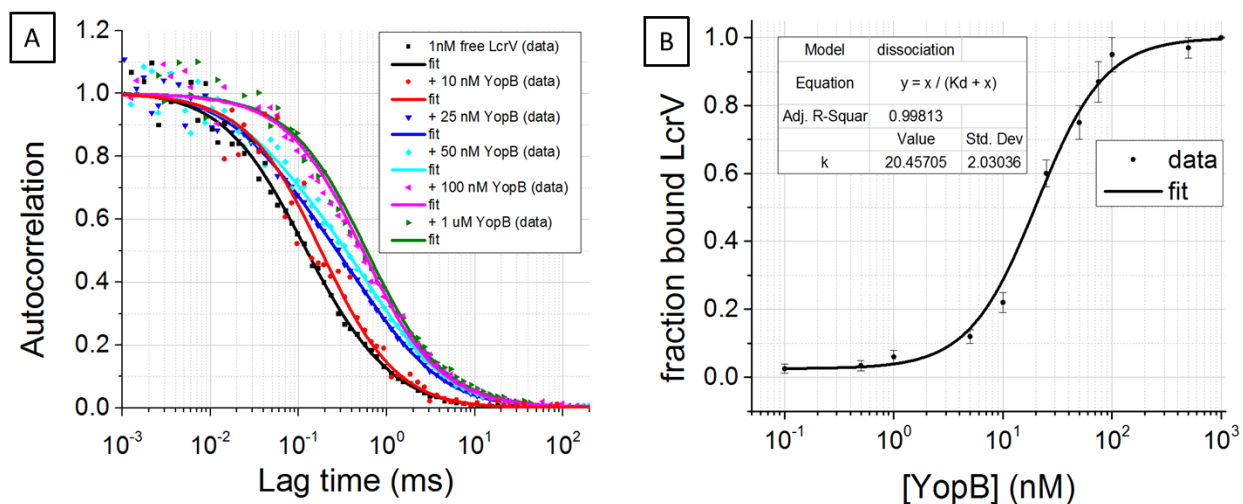 A
Autocorrelation
1.2
1.0
0.8
0.6
0.4
0.2
0.0
1nM free LcrV (data)
fit
+ 10 nM YopB (data)
fit
+ 25 nM YopB (data)
fit
+ 50 nM YopB (data)
fit
+ 100 nM YopB (data)
fit
+ 1 uM YopB (data)
fit
10⁻³ 10⁻² 10⁻¹ 10⁰ 10¹ 10²
Lag time (ms)
B
fraction bound LcrV
1.0
0.8
0.6
0.4
0.2
0.0
Model dissociation
Equation y = x / (Kd + x)
Adj. R-Squar 0.99813
Value Std. Dev
k 20.45705 2.03036
data
fit
10⁻¹ 10⁰ 10¹ 10² 10³
[YopB] (nM)